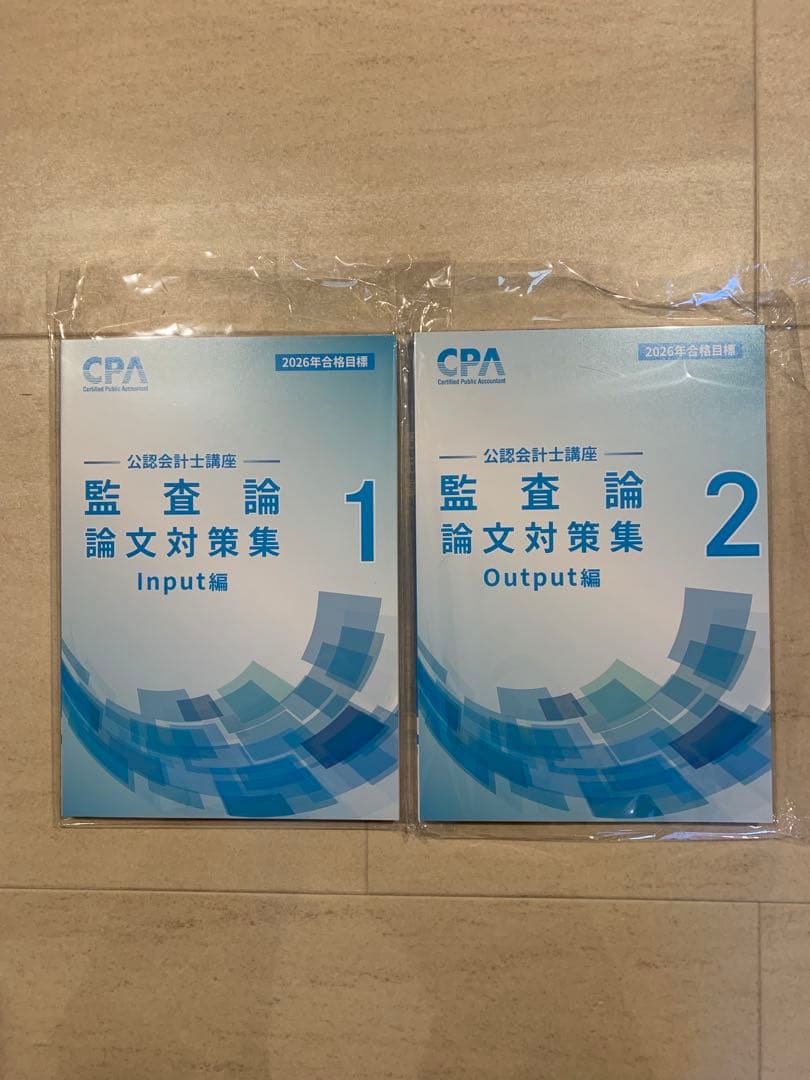 CPA
Certified Public Accountant
2026年合格目標
公認会計士講座
監査論
論文対策集
Input編
1
CPA
Certified Public Accountant
2026年合格目標
公認会計士講座
監査論
論文対策集
Output編
2